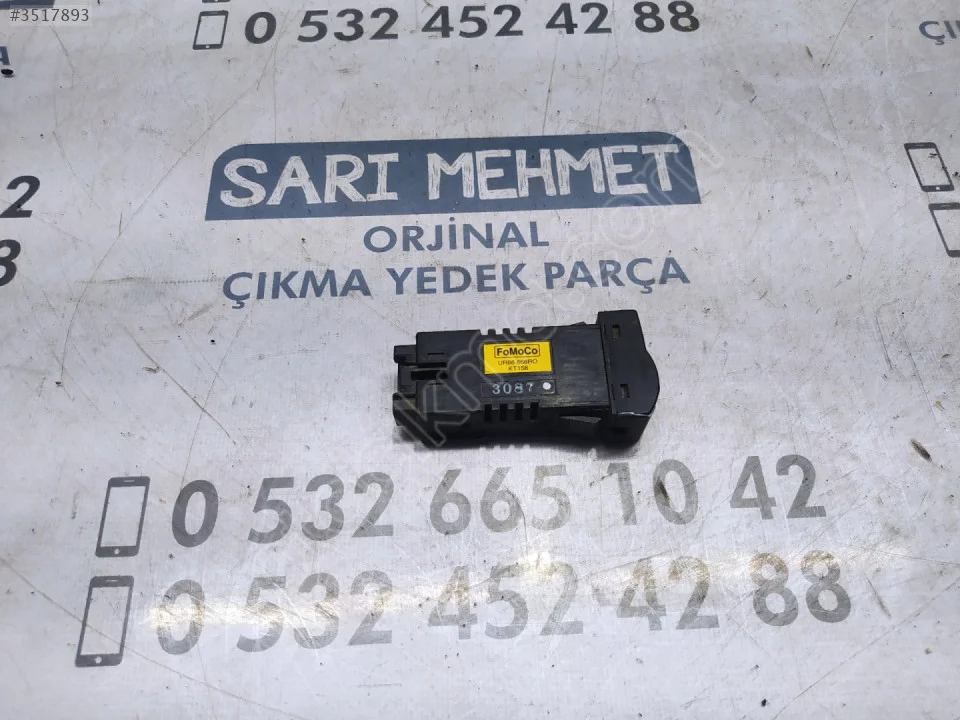 #3517893
0 532 452 42 88
SARI MEHMET
ORJİNAL
ÇIKMA YEDEK PARÇA
FoMoCo
KT158
3087
0 532 665 10 42
0 532 452 42 88